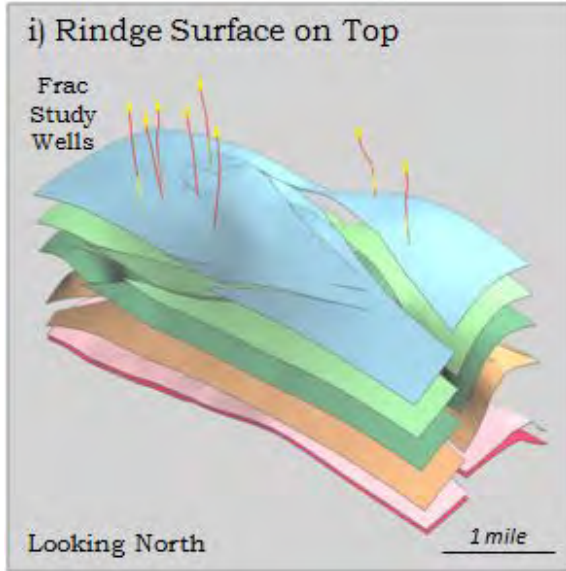 i) Rindge Surface on Top
Frac
Study
Wells
Looking North
1 mile